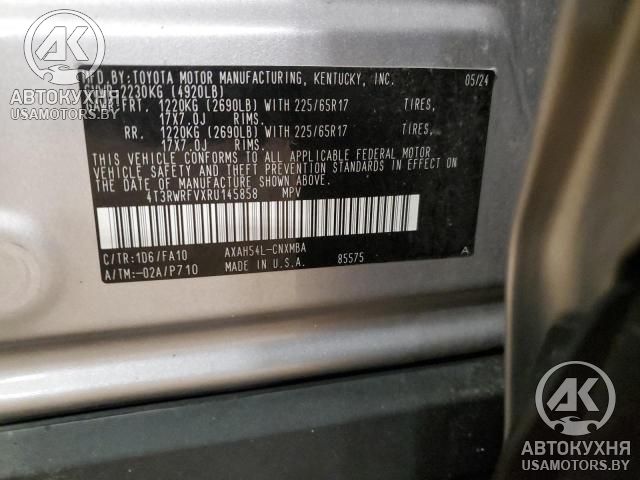 АВТОКУХНЯ
USAMOTORS.BY
MFD. BY: TOYOTA MOTOR MANUFACTURING, KENTUCKY, INC. 05/24
GVWR 2230KG (4920LB)
GAWR FRT. 1220KG (2690LB) WITH 225/65R17 TIRES,
17X7.0J RIMS.
RR. 1220KG (2690LB) WITH 225/65R17 TIRES,
17X7.0J RIMS.
THIS VEHICLE CONFORMS TO ALL APPLICABLE FEDERAL MOTOR
VEHICLE SAFETY AND THEFT PREVENTION STANDARDS IN EFFECT ON
THE DATE OF MANUFACTURE SHOWN ABOVE.
4T3RWRFVXRU145858 MPV
C/TR:1D6/FA10 AXAH54L-CNXMBA
A/TM:-02A/P710 MADE IN U.S.A. 85575 A
AK
АВТОКУХНЯ
USAMOTORS.BY